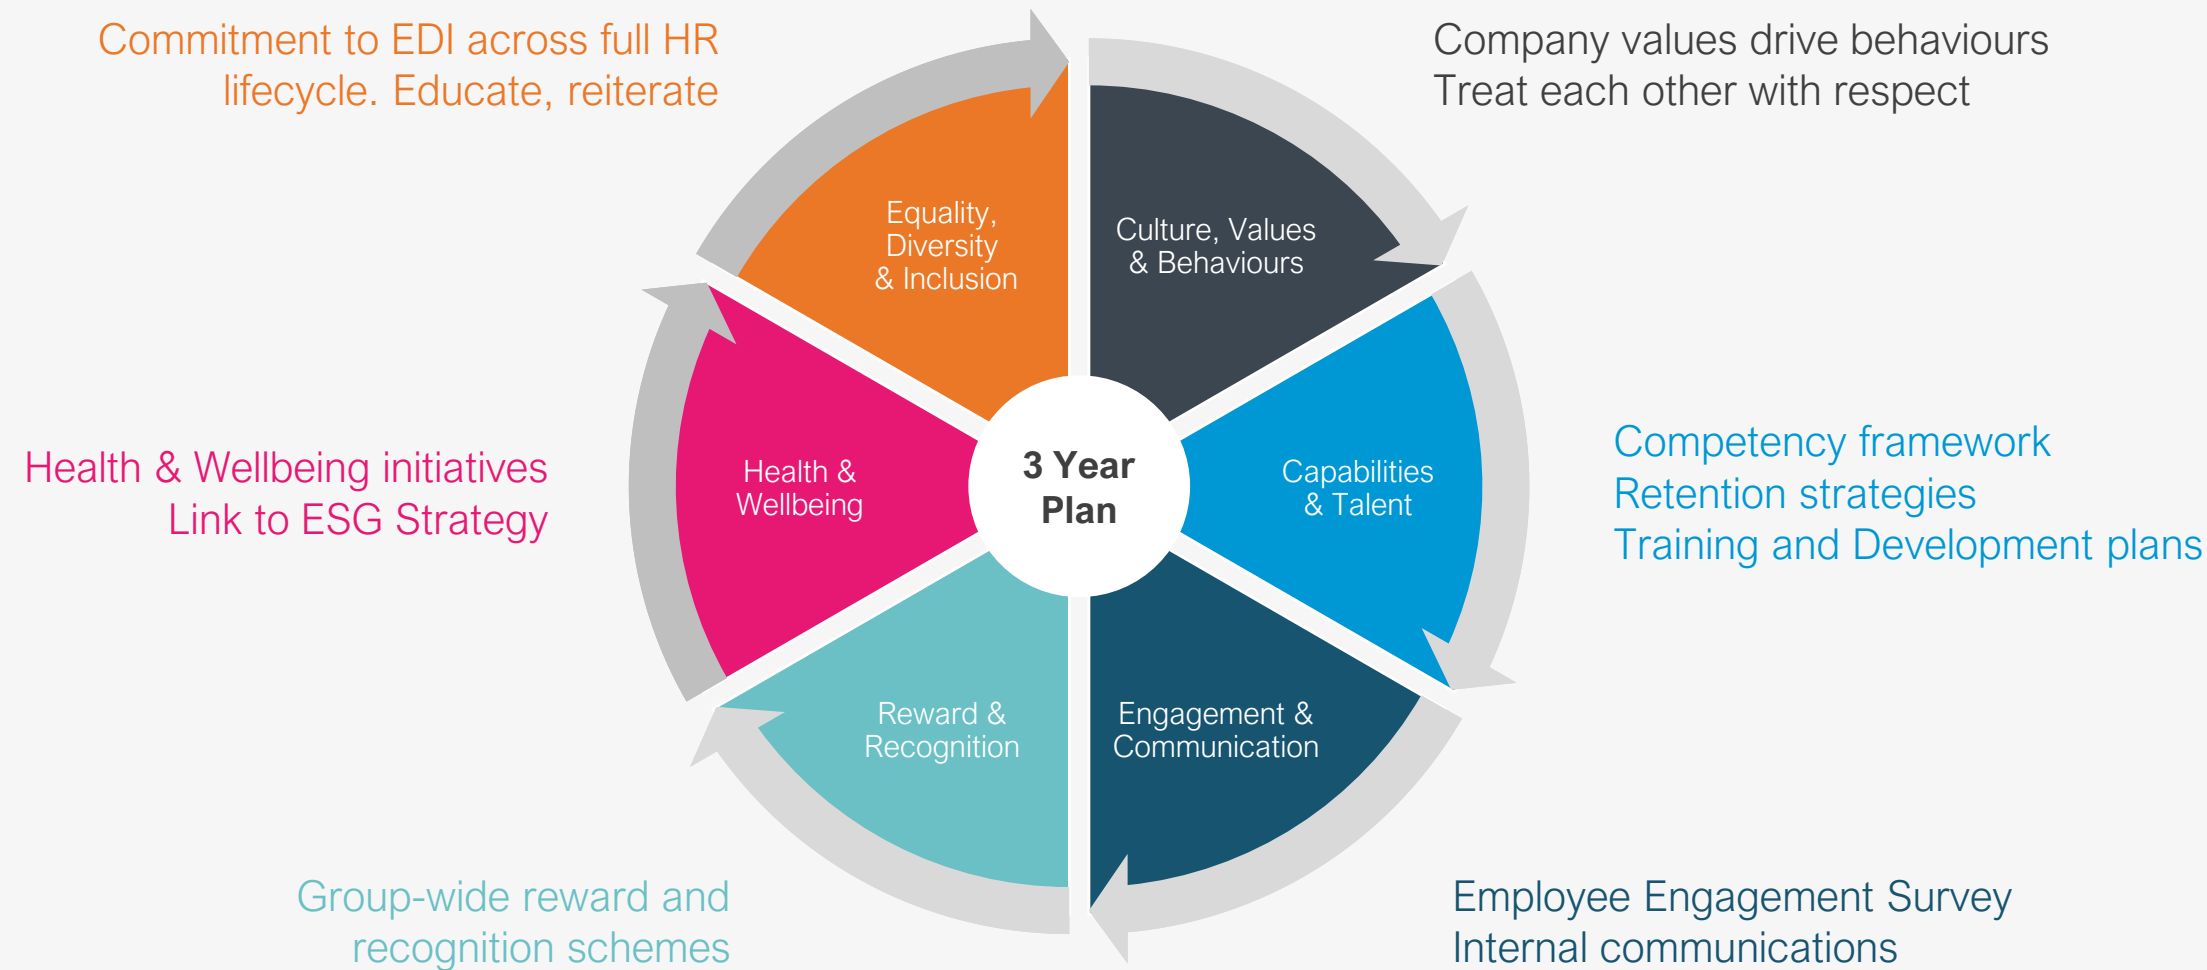 Commitment to EDI across full HR
lifecycle. Educate, reiterate
Company values drive behaviours
Treat each other with respect
Equality,
Diversity
& Inclusion
Culture, Values
& Behaviours
Health & Wellbeing initiatives
Link to ESG Strategy
Health &
Wellbeing
3 Year
Plan
Capabilities
& Talent
Competency framework
Retention strategies
Training and Development plans
Reward &
Recognition
Engagement &
Communication
Group-wide reward and
recognition schemes
Employee Engagement Survey
Internal communications